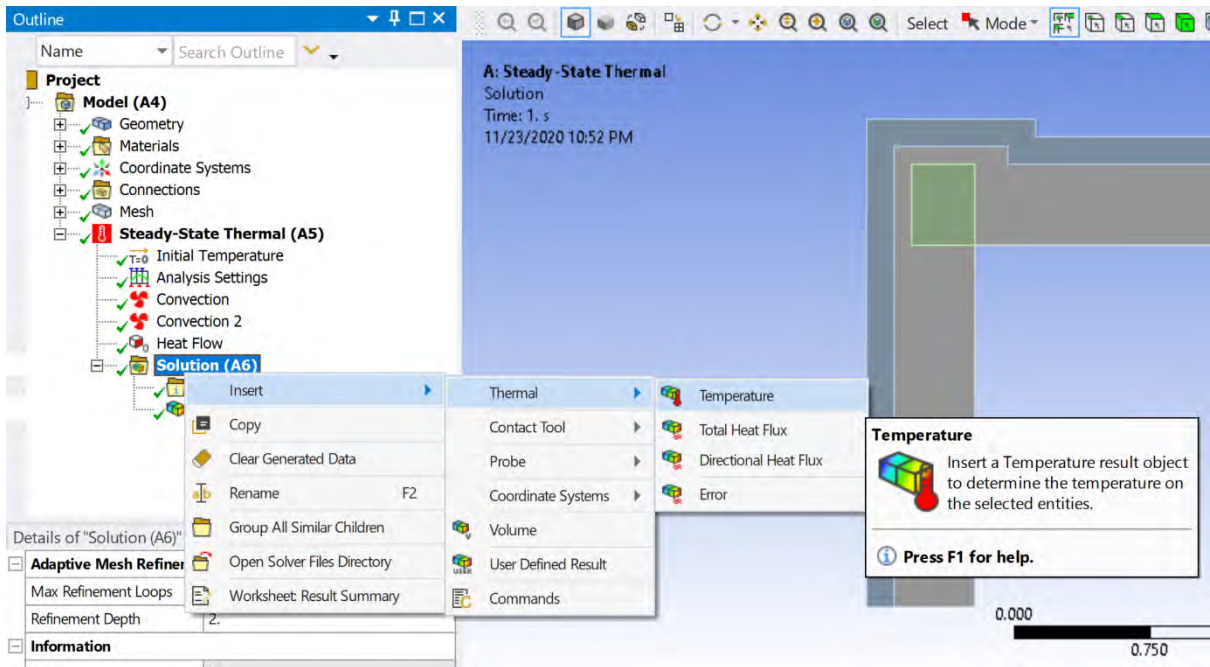 Outline
Name
Search Outline
Project
Model (A4)
Geometry
Materials
Coordinate Systems
Connections
Mesh
Steady-State Thermal (A5)
T=0 Initial Temperature
Analysis Settings
Convection
Convection 2
Heat Flow
Solution (A6)
Insert
Copy
Clear Generated Data
Rename F2
Group All Similar Children
Open Solver Files Directory
Worksheet: Result Summary
Thermal
Contact Tool
Probe
Coordinate Systems
Volume
User Defined Result
Commands
Temperature
Total Heat Flux
Directional Heat Flux
Error
Temperature
Insert a Temperature result object
to determine the temperature on
the selected entities.
Press F1 for help.
Details of "Solution (A6)"
Adaptive Mesh Refiner
Max Refinement Loops
Refinement Depth 2.
Information
Select Mode
A: Steady-State Thermal
Solution
Time: 1. s
11/23/2020 10:52 PM
0.000
0.750